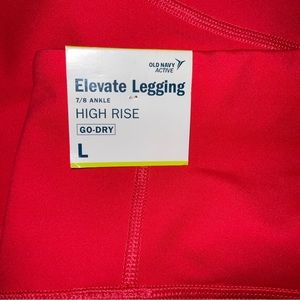 OLD NAVY
ACTIVE
Elevate Legging
7/8 ANKLE
HIGH RISE
GO-DRY
L